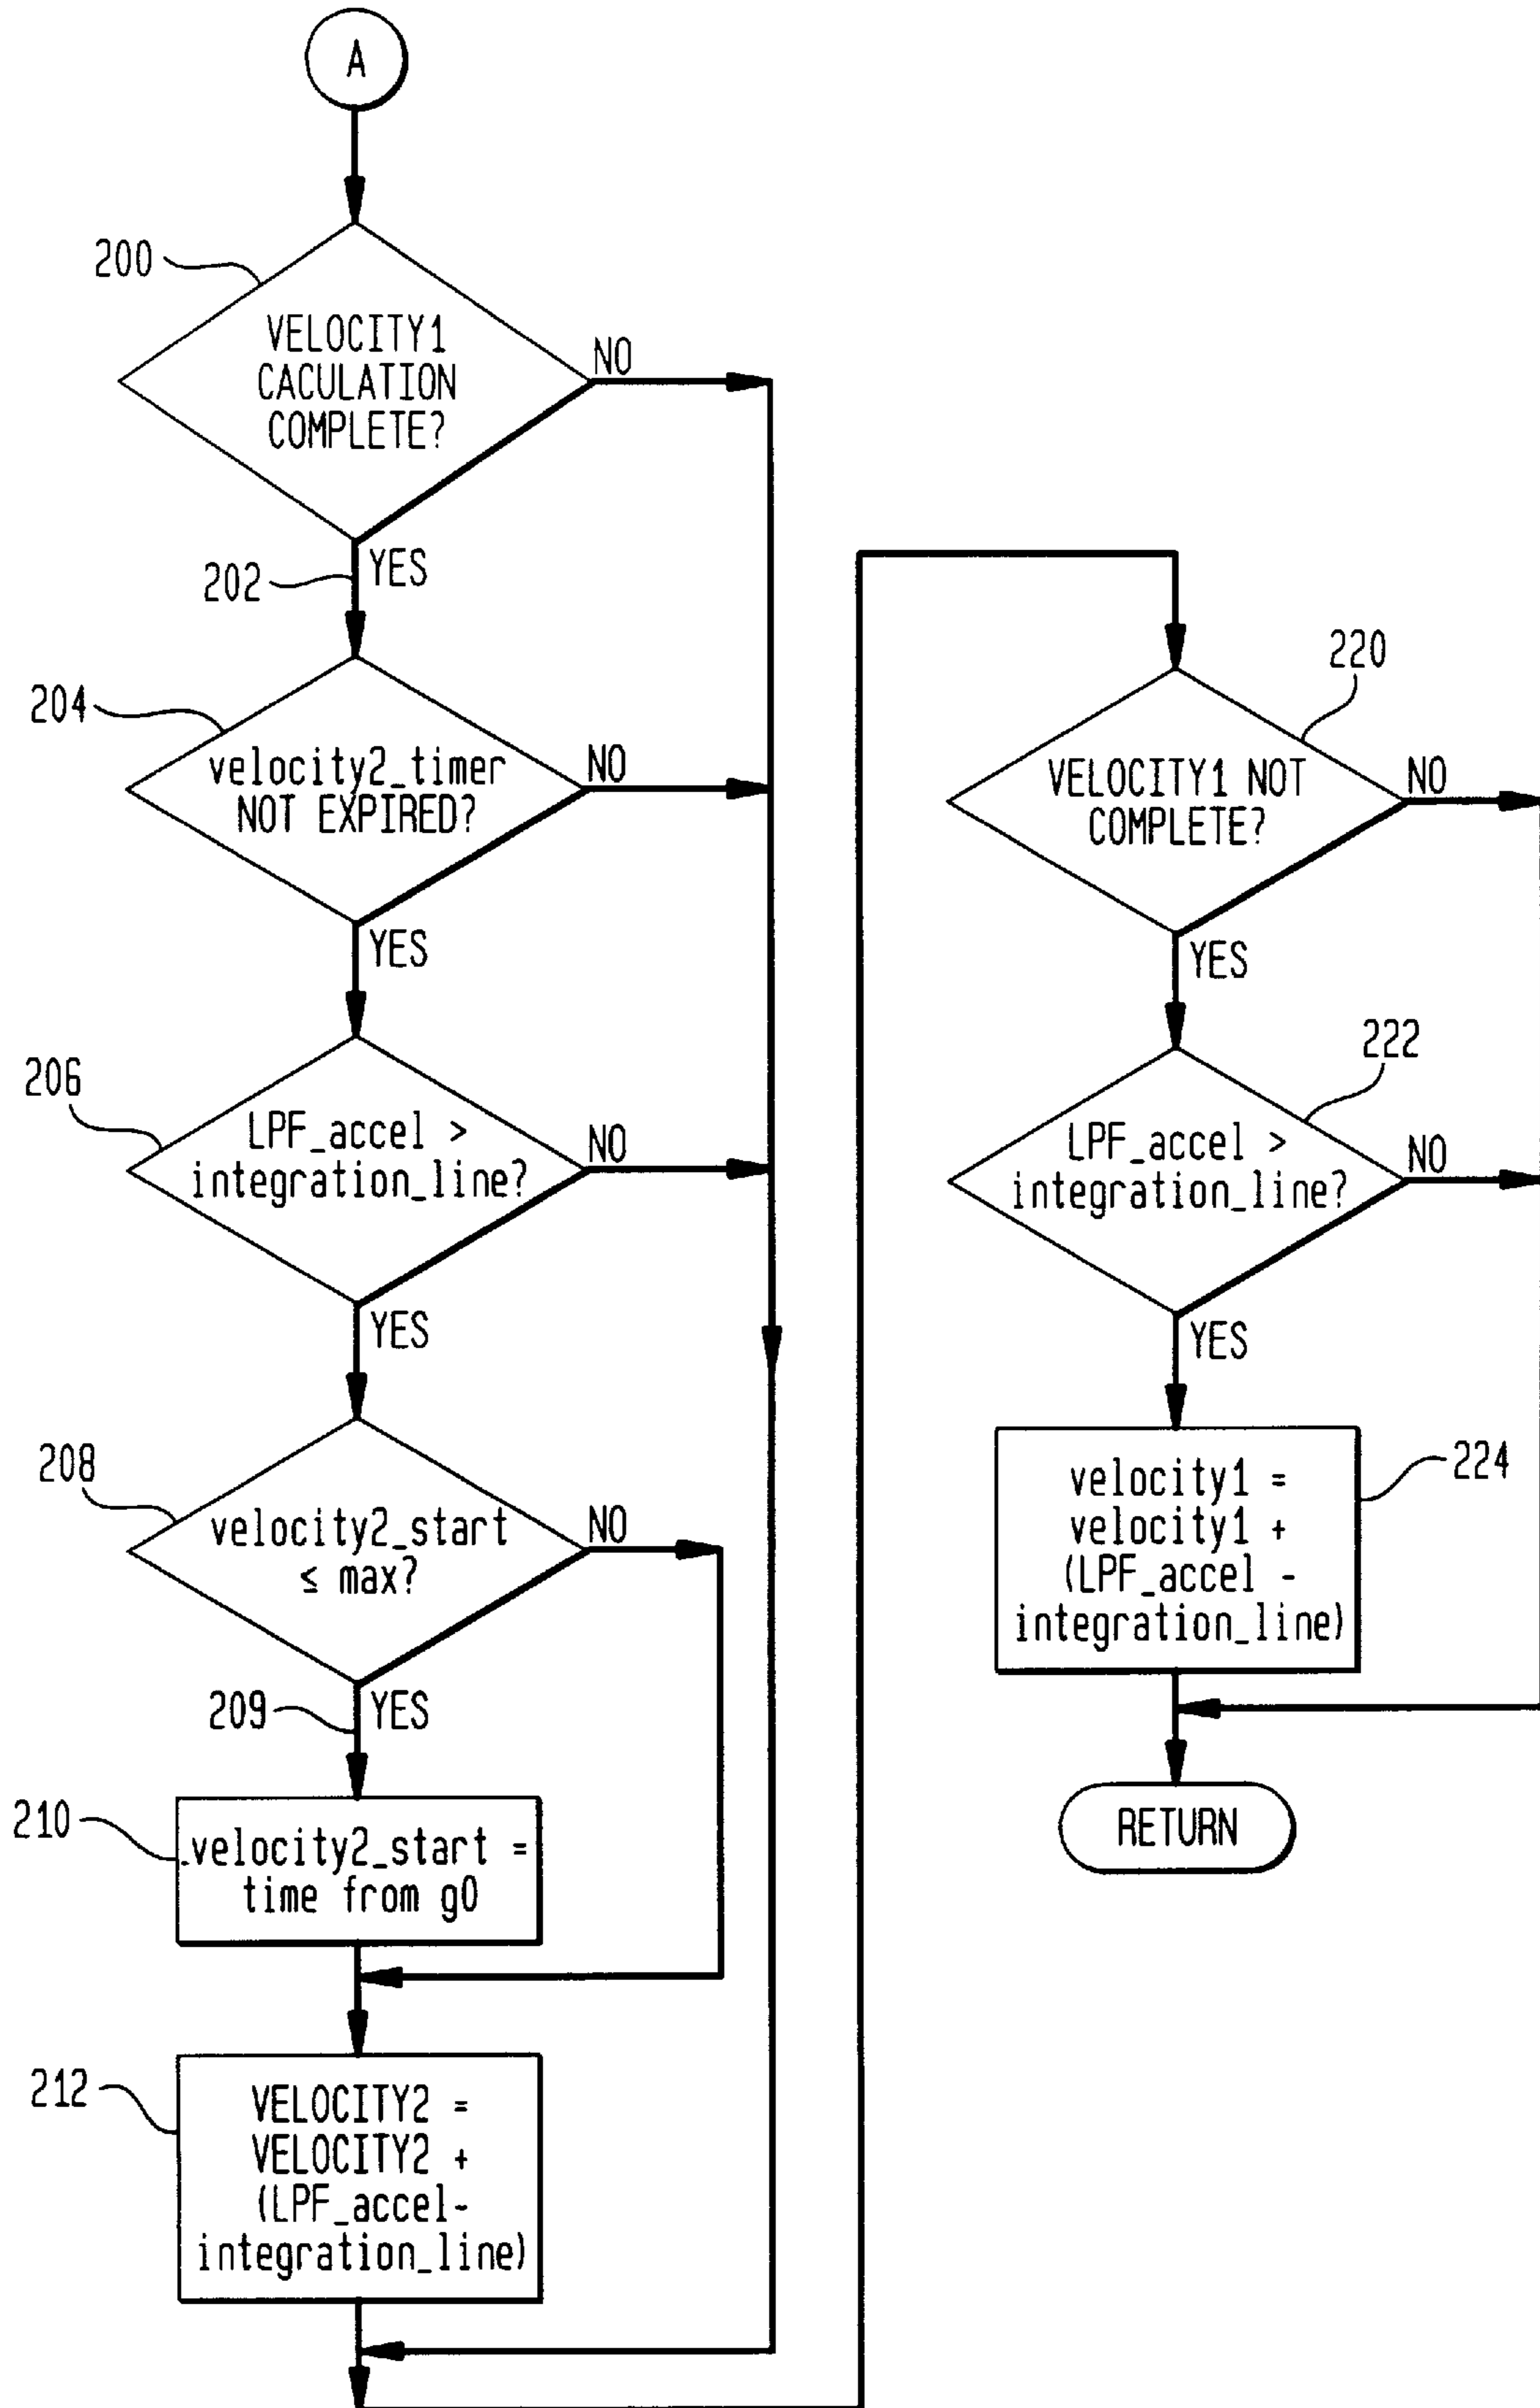 A
200
VELOCITY1
CACULATION
COMPLETE?
NO
202
YES
204
velocity2_timer
NOT EXPIRED?
NO
YES
206
LPF_accel >
integration_line?
NO
YES
208
velocity2_start
≤ max?
NO
209
YES
210
velocity2_start =
time from g0
212
VELOCITY2 =
VELOCITY2 +
(LPF_accel-
integration_line)
220
VELOCITY1 NOT
COMPLETE?
NO
YES
222
LPF_accel >
integration_line?
NO
YES
224
velocity1 =
velocity1 +
(LPF_accel -
integration_line)
RETURN